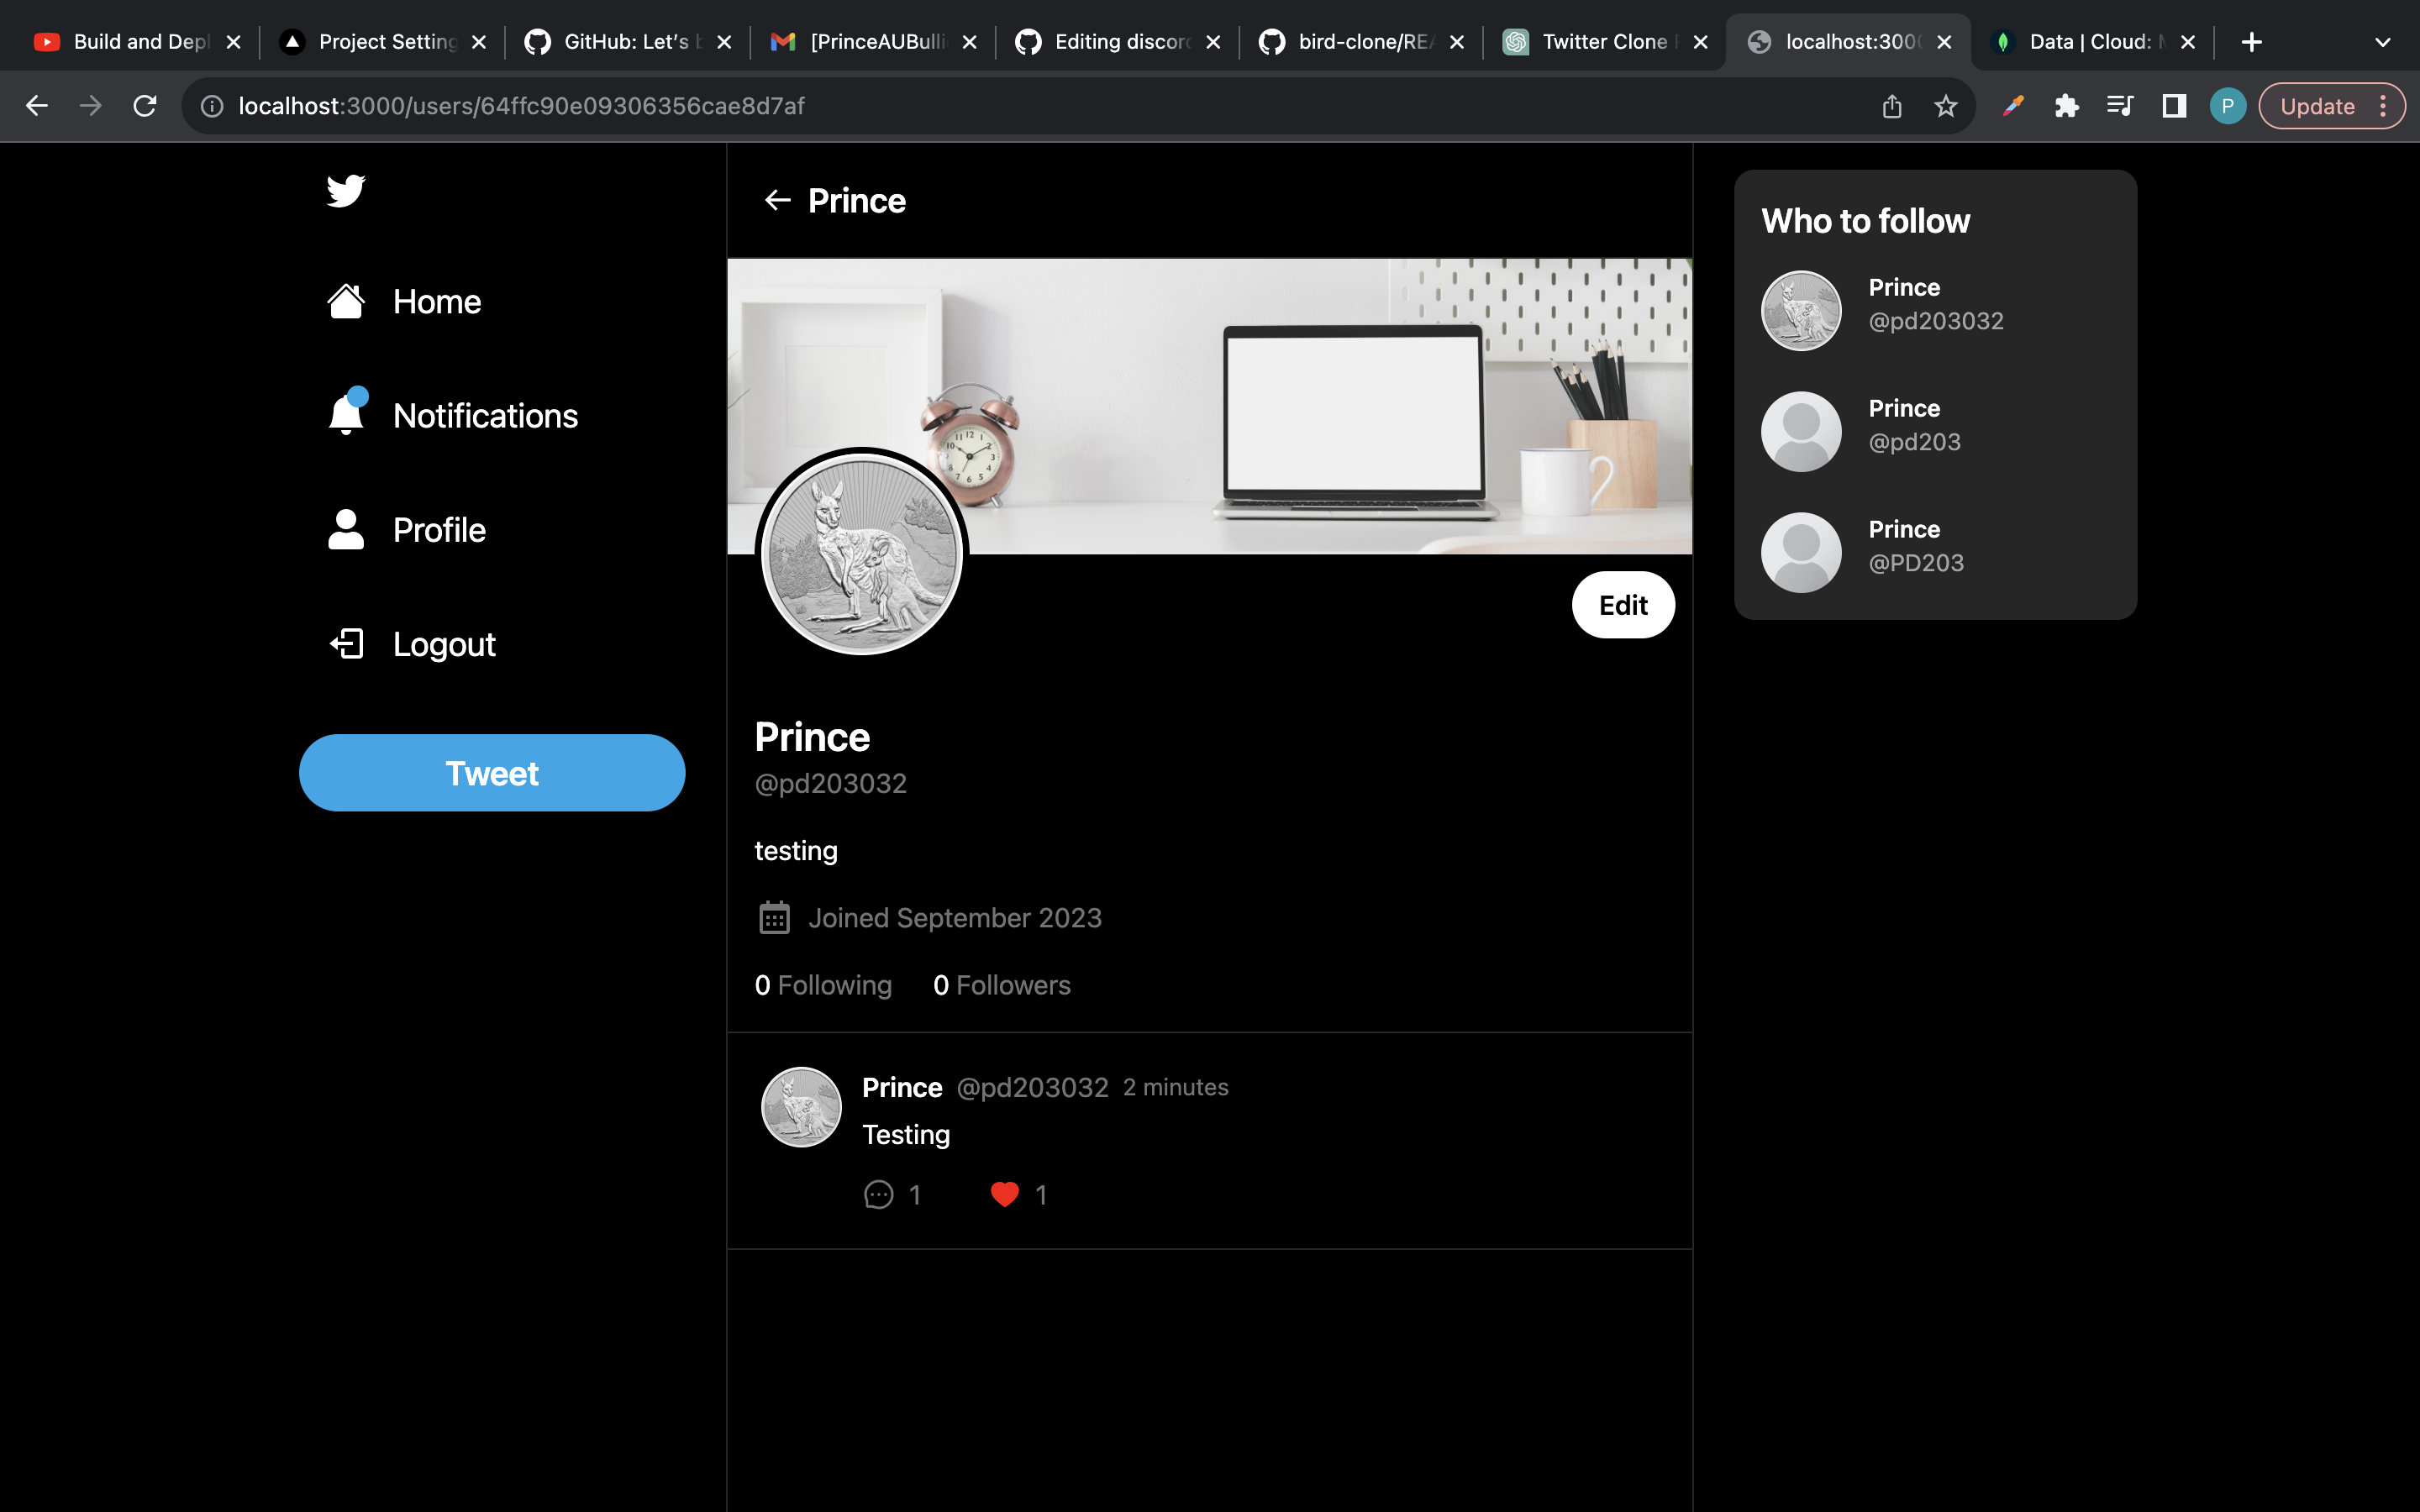 Build and Depl
Project Setting
GitHub: Let's b
[PrinceAUBulli
Editing discord
bird-clone/REA
Twitter Clone
localhost:3000
Data | Cloud:
localhost:3000/users/64ffc90e09306356cae8d7af
P
Update
Home
Notifications
Profile
Logout
Tweet
Prince
Edit
Prince
@pd203032
testing
Joined September 2023
0 Following 0 Followers
Prince @pd203032 2 minutes
Testing
1 1
Who to follow
Prince
@pd203032
Prince
@pd203
Prince
@PD203